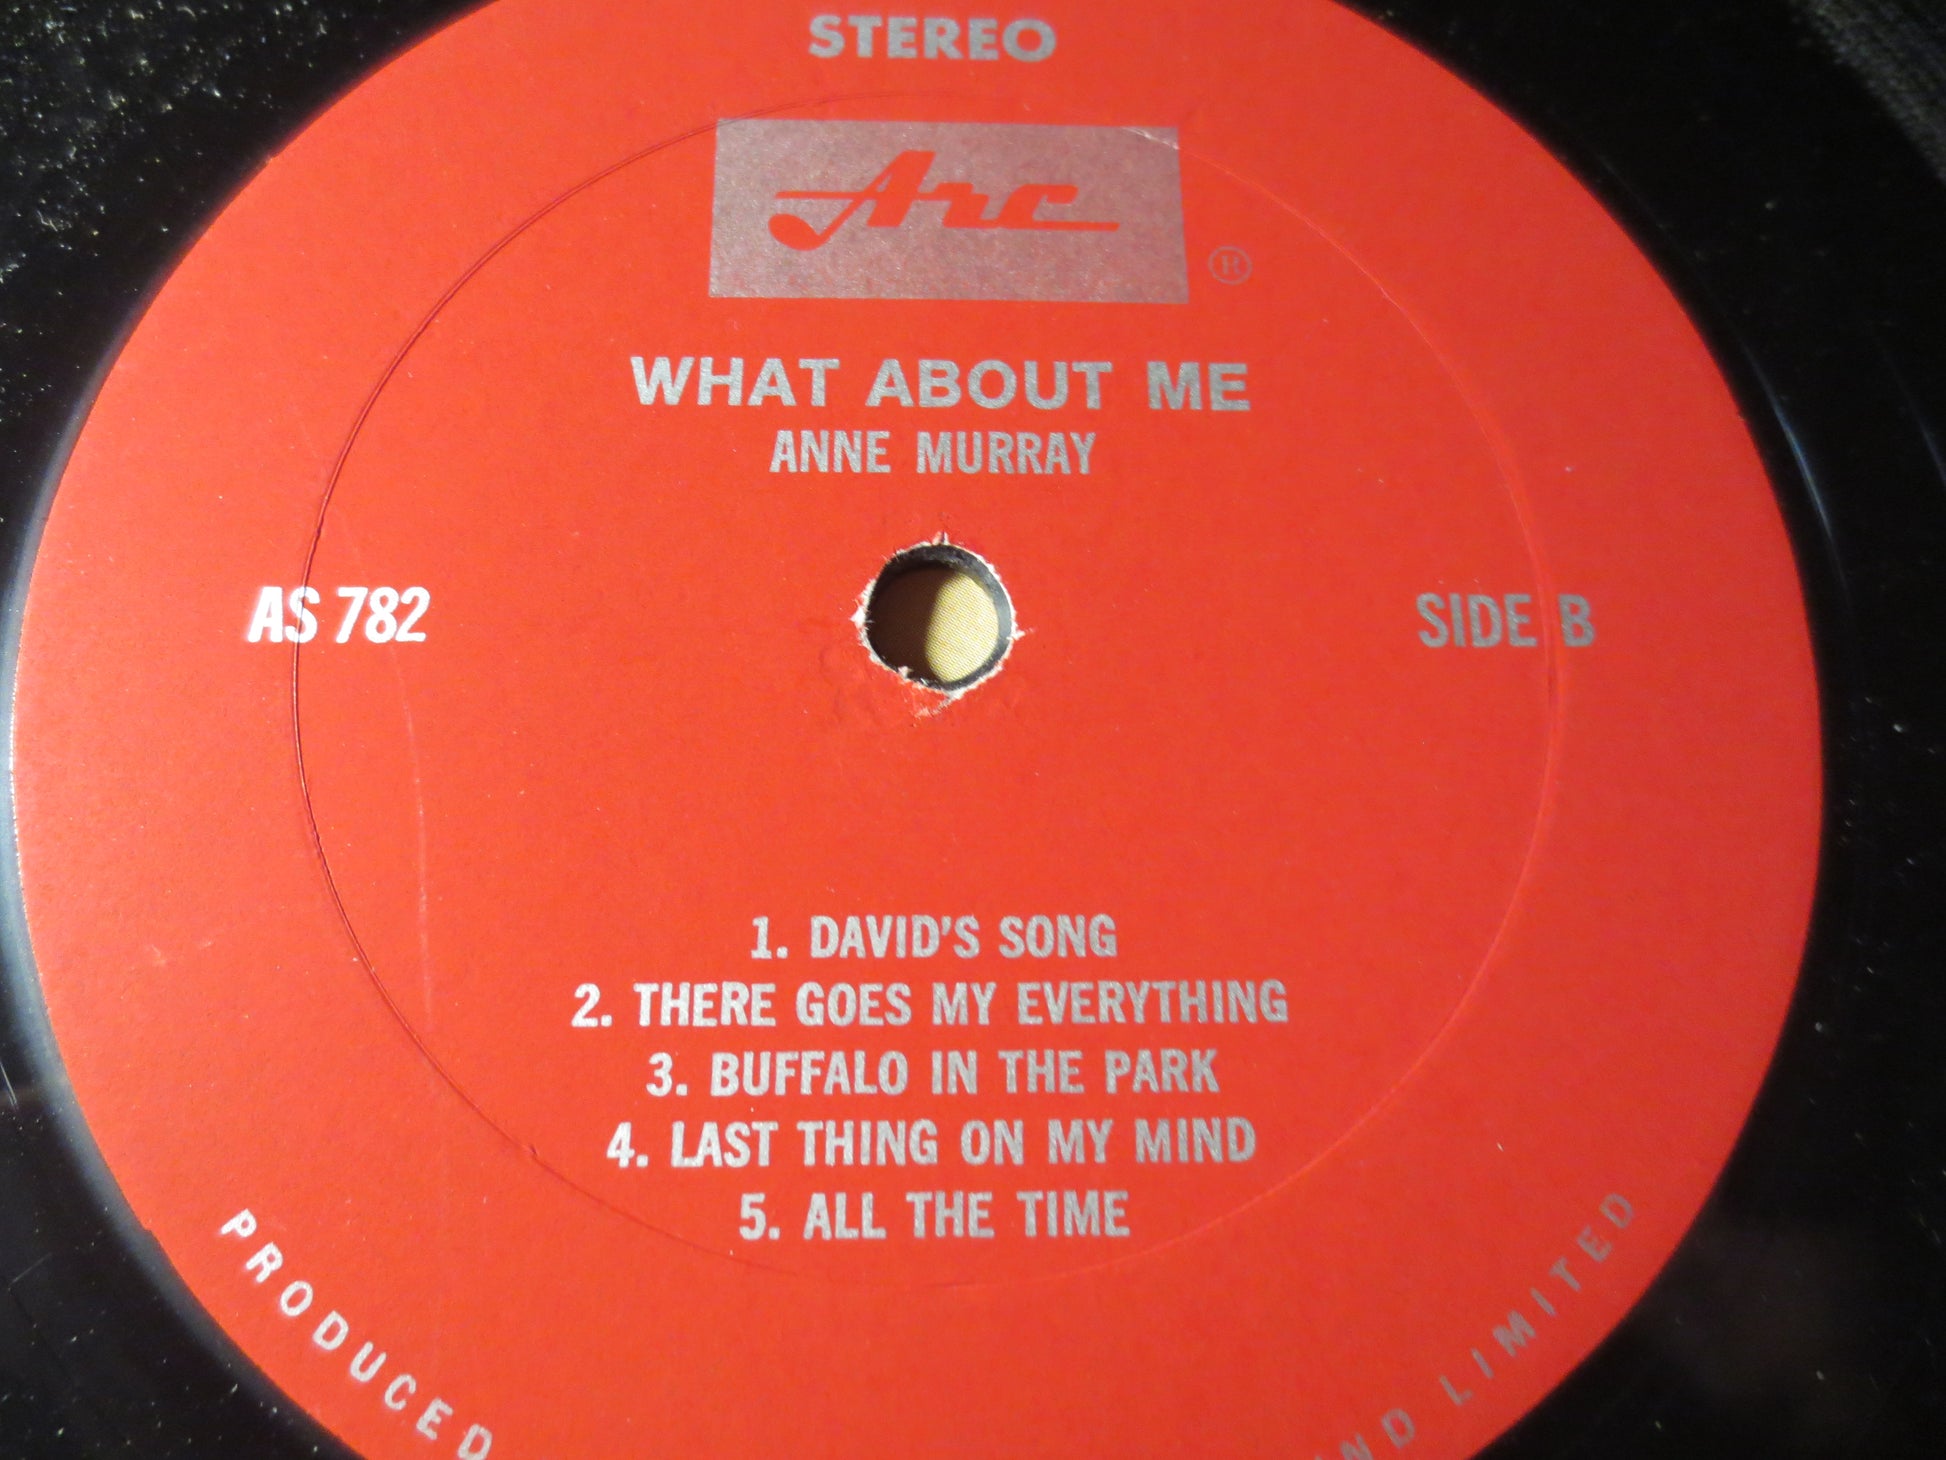 STEREO
Arc
®
WHAT ABOUT ME
ANNE MURRAY
AS 782
SIDE B
1. DAVID'S SONG
2. THERE GOES MY EVERYTHING
3. BUFFALO IN THE PARK
4. LAST THING ON MY MIND
5. ALL THE TIME
PRODUCED
LIMITED